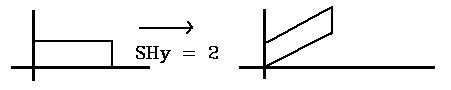 SHy = 2